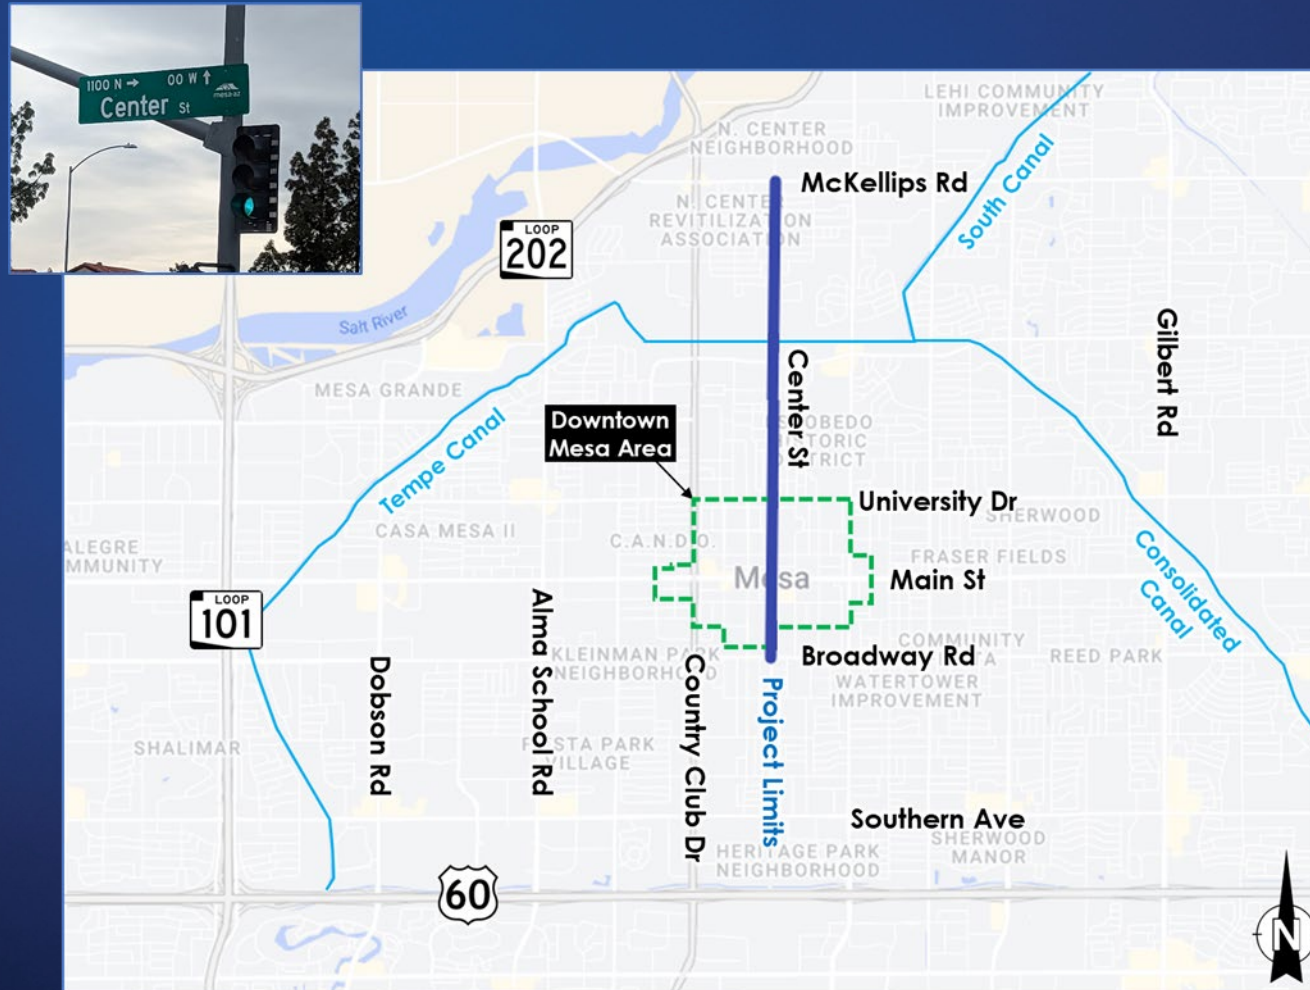 1100 N → 00 W ↑
Center St
mesa·az
LEHI COMMUNITY
IMPROVEMENT
N. CENTER
NEIGHBORHOOD
McKellips Rd
N. CENTER
REVITILIZATION
ASSOCIATION
South Canal
LOOP
202
Salt River
Gilbert Rd
MESA GRANDE
Center St
Downtown
Mesa Area
Tempe Canal
HISTORIC
DISTRICT
University Dr
SHERWOOD
CASA MESA II
C.A.N.D.O.
ALEGRE
MMUNITY
FRASER FIELDS
Mesa
Main St
Consolidated
Canal
LOOP
101
Alma School Rd
KLEINMAN PARK
NEIGHBORHOOD
Broadway Rd
COMMUNITY
REED PARK
WATERTOWER
IMPROVEMENT
Dobson Rd
Country Club Dr
Project Limits
SHALIMAR
FIESTA PARK
VILLAGE
Southern Ave
SHERWOOD
MANOR
HERITAGE PARK
NEIGHBORHOOD
60
N